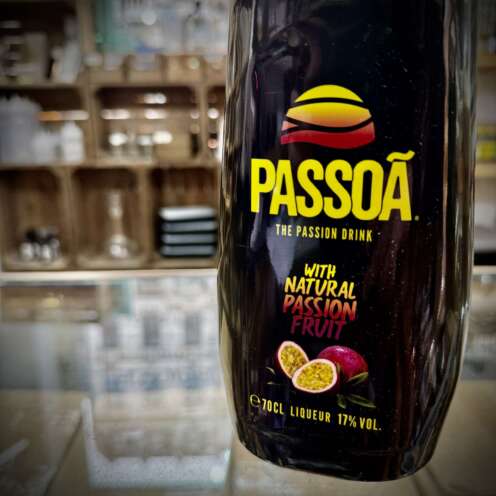 PASSOÃ®
THE PASSION DRINK
WITH
NATURAL
PASSION
FRUIT
℮70CL LIQUEUR 17% VOL.